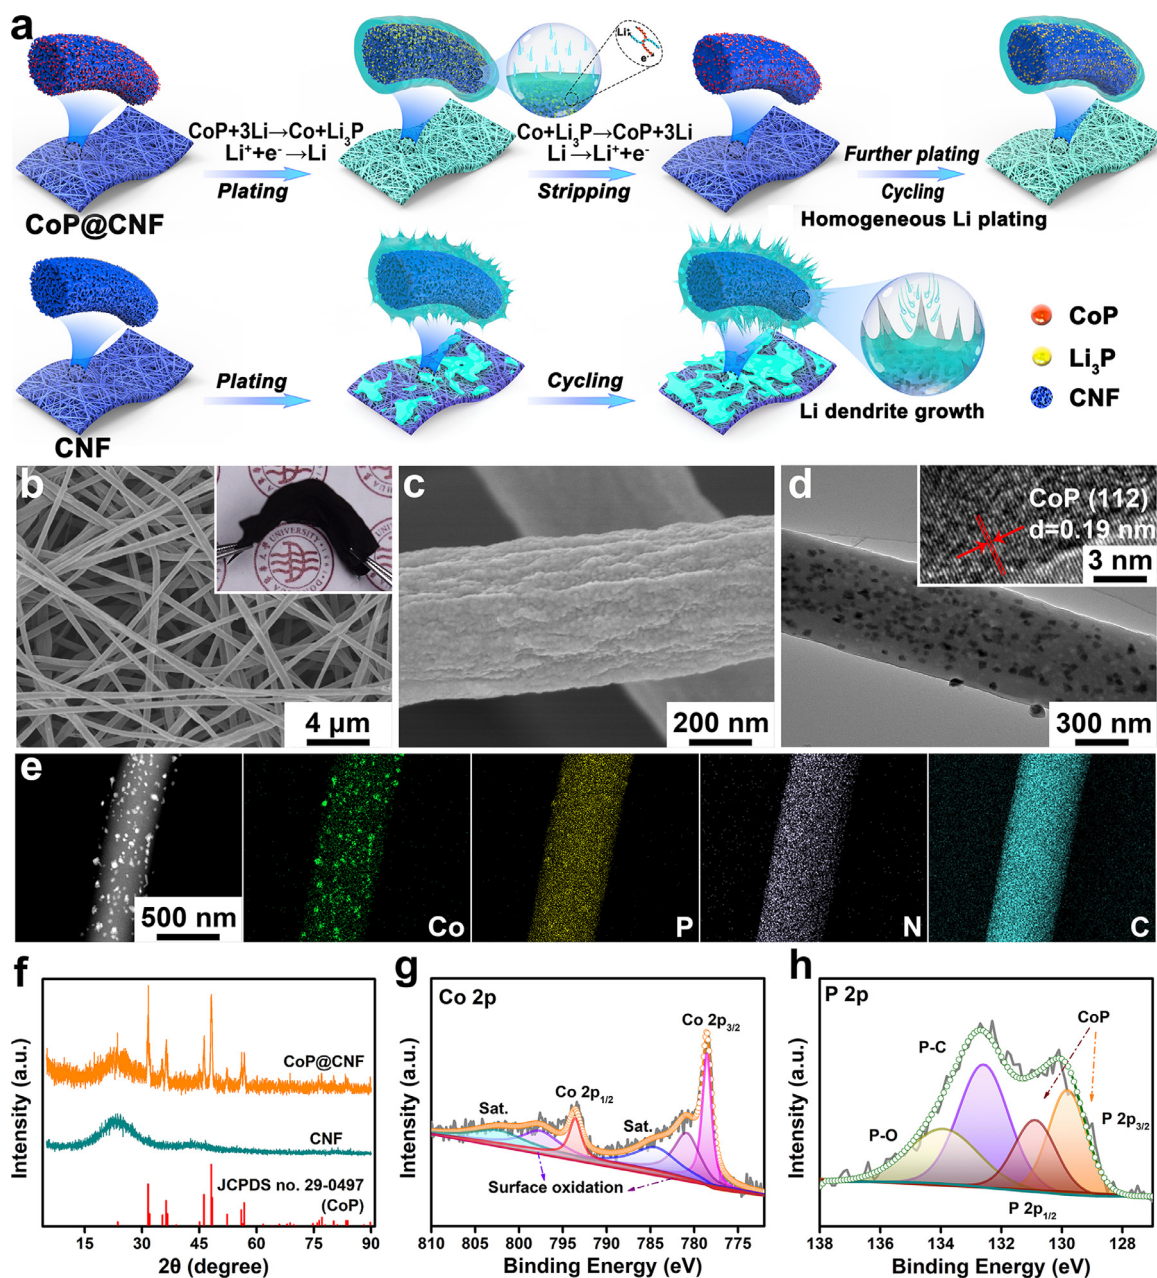 a
Li⁺
e⁻
CoP+3Li→Co+Li₃P
Li⁺+e⁻→Li
Plating
Co+Li₃P→CoP+3Li
Li→Li⁺+e⁻
Stripping
Further plating
Cycling
CoP@CNF
Homogeneous Li plating
Plating
Cycling
CNF
Li dendrite growth
CoP
Li₃P
CNF
b
UNIVERSITY
4 μm
c
200 nm
d
CoP (112)
d=0.19 nm
3 nm
300 nm
e
500 nm
Co
P
N
C
f
Intensity (a.u.)
CoP@CNF
CNF
JCPDS no. 29-0497
(CoP)
15 30 45 60 75 90
2θ (degree)
g
Intensity (a.u.)
Co 2p
Co 2p₃/₂
Co 2p₁/₂
Sat.
Sat.
Surface oxidation
810 805 800 795 790 785 780 775
Binding Energy (eV)
h
Intensity (a.u.)
P 2p
CoP
P-C
P-O
P 2p₃/₂
P 2p₁/₂
138 136 134 132 130 128
Binding Energy (eV)